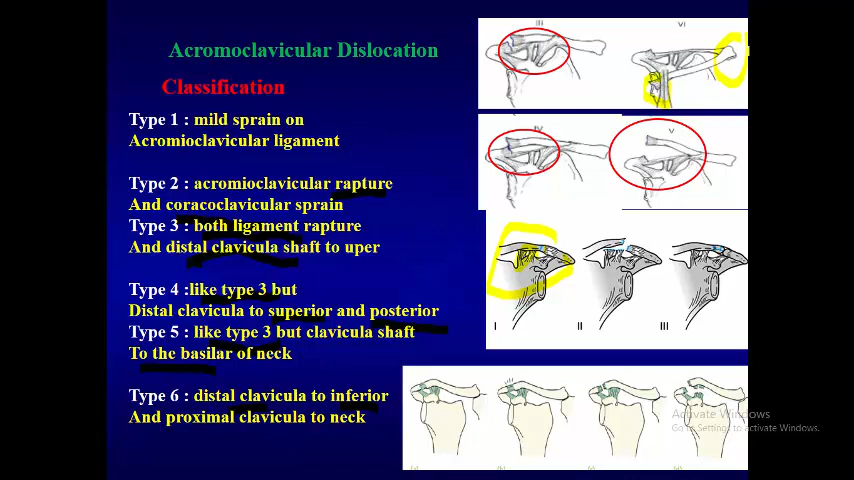 Acromoclavicular Dislocation
Classification
Type 1 : mild sprain on
Acromioclavicular ligament
Type 2 : acromioclavicular rapture
And coracoclavicular sprain
Type 3 : both ligament rapture
And distal clavicula shaft to uper
Type 4 :like type 3 but
Distal clavicula to superior and posterior
Type 5 : like type 3 but clavicula shaft
To the basilar of neck
Type 6 : distal clavicula to inferior
And proximal clavicula to neck
iii
vi
iv
v
I
II
III
Activate Windows
Go to Settings to activate Windows.